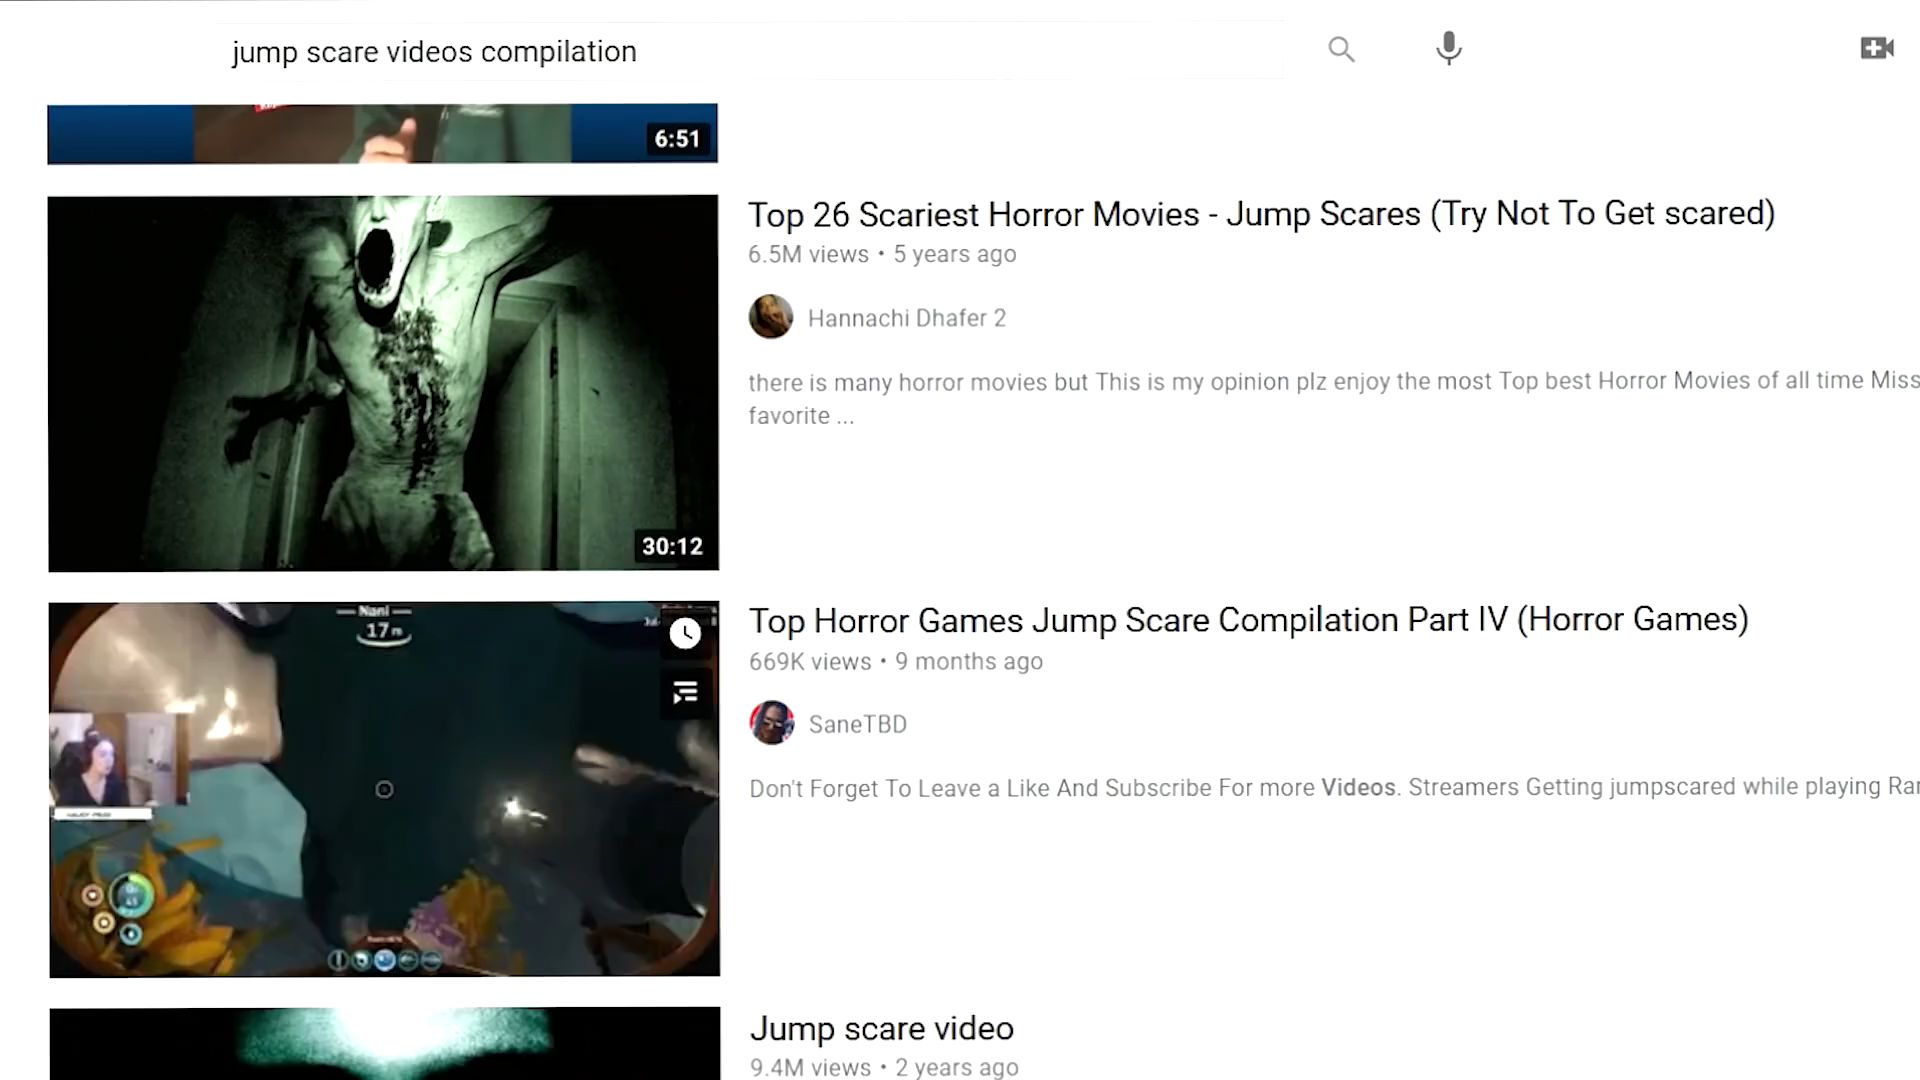 jump scare videos compilation
6:51
Top 26 Scariest Horror Movies - Jump Scares (Try Not To Get scared)
6.5M views • 5 years ago
Hannachi Dhafer 2
there is many horror movies but This is my opinion plz enjoy the most Top best Horror Movies of all time Miss
favorite ...
30:12
Nani
17 m
Top Horror Games Jump Scare Compilation Part IV (Horror Games)
669K views • 9 months ago
SaneTBD
Don't Forget To Leave a Like And Subscribe For more Videos. Streamers Getting jumpscared while playing Ran
Jump scare video
9.4M views • 2 years ago